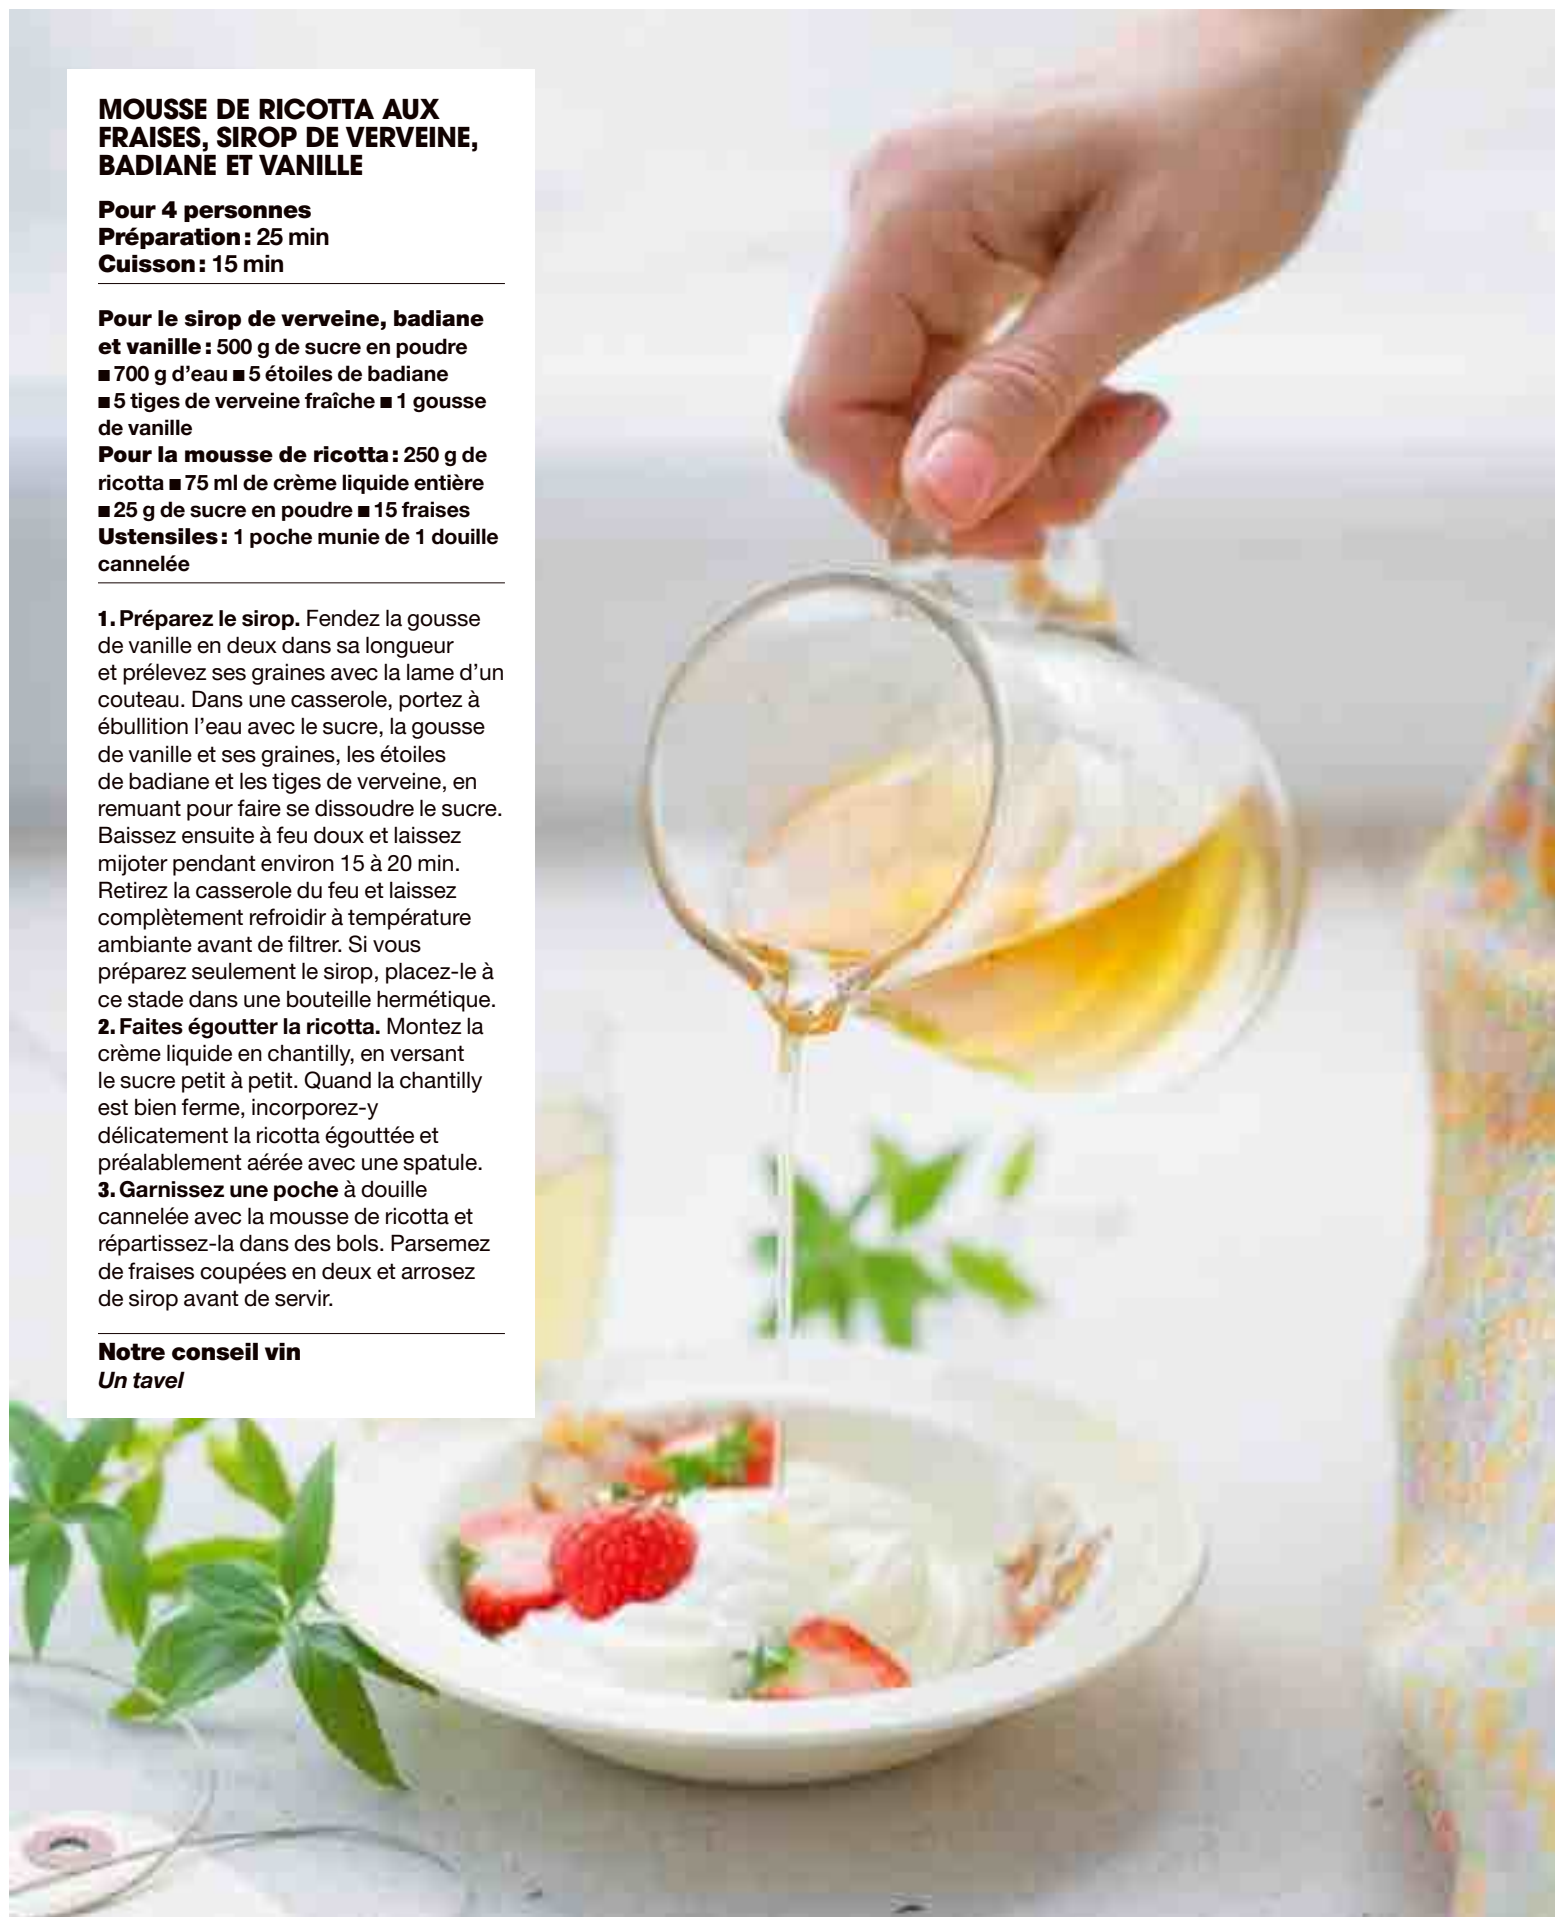 MOUSSE DE RICOTTA AUX
FRAISES, SIROP DE VERVEINE,
BADIANE ET VANILLE
Pour 4 personnes
Préparation : 25 min
Cuisson : 15 min
Pour le sirop de verveine, badiane
et vanille : 500 g de sucre en poudre
■ 700 g d’eau ■ 5 étoiles de badiane
■ 5 tiges de verveine fraîche ■ 1 gousse
de vanille
Pour la mousse de ricotta : 250 g de
ricotta ■ 75 ml de crème liquide entière
■ 25 g de sucre en poudre ■ 15 fraises
Ustensiles : 1 poche munie de 1 douille
cannelée
1. Préparez le sirop. Fendez la gousse
de vanille en deux dans sa longueur
et prélevez ses graines avec la lame d’un
couteau. Dans une casserole, portez à
ébullition l’eau avec le sucre, la gousse
de vanille et ses graines, les étoiles
de badiane et les tiges de verveine, en
remuant pour faire se dissoudre le sucre.
Baissez ensuite à feu doux et laissez
mijoter pendant environ 15 à 20 min.
Retirez la casserole du feu et laissez
complètement refroidir à température
ambiante avant de filtrer. Si vous
préparez seulement le sirop, placez-le à
ce stade dans une bouteille hermétique.
2. Faites égoutter la ricotta. Montez la
crème liquide en chantilly, en versant
le sucre petit à petit. Quand la chantilly
est bien ferme, incorporez-y
délicatement la ricotta égouttée et
préalablement aérée avec une spatule.
3. Garnissez une poche à douille
cannelée avec la mousse de ricotta et
répartissez-la dans des bols. Parsemez
de fraises coupées en deux et arrosez
de sirop avant de servir.
Notre conseil vin
Un tavel